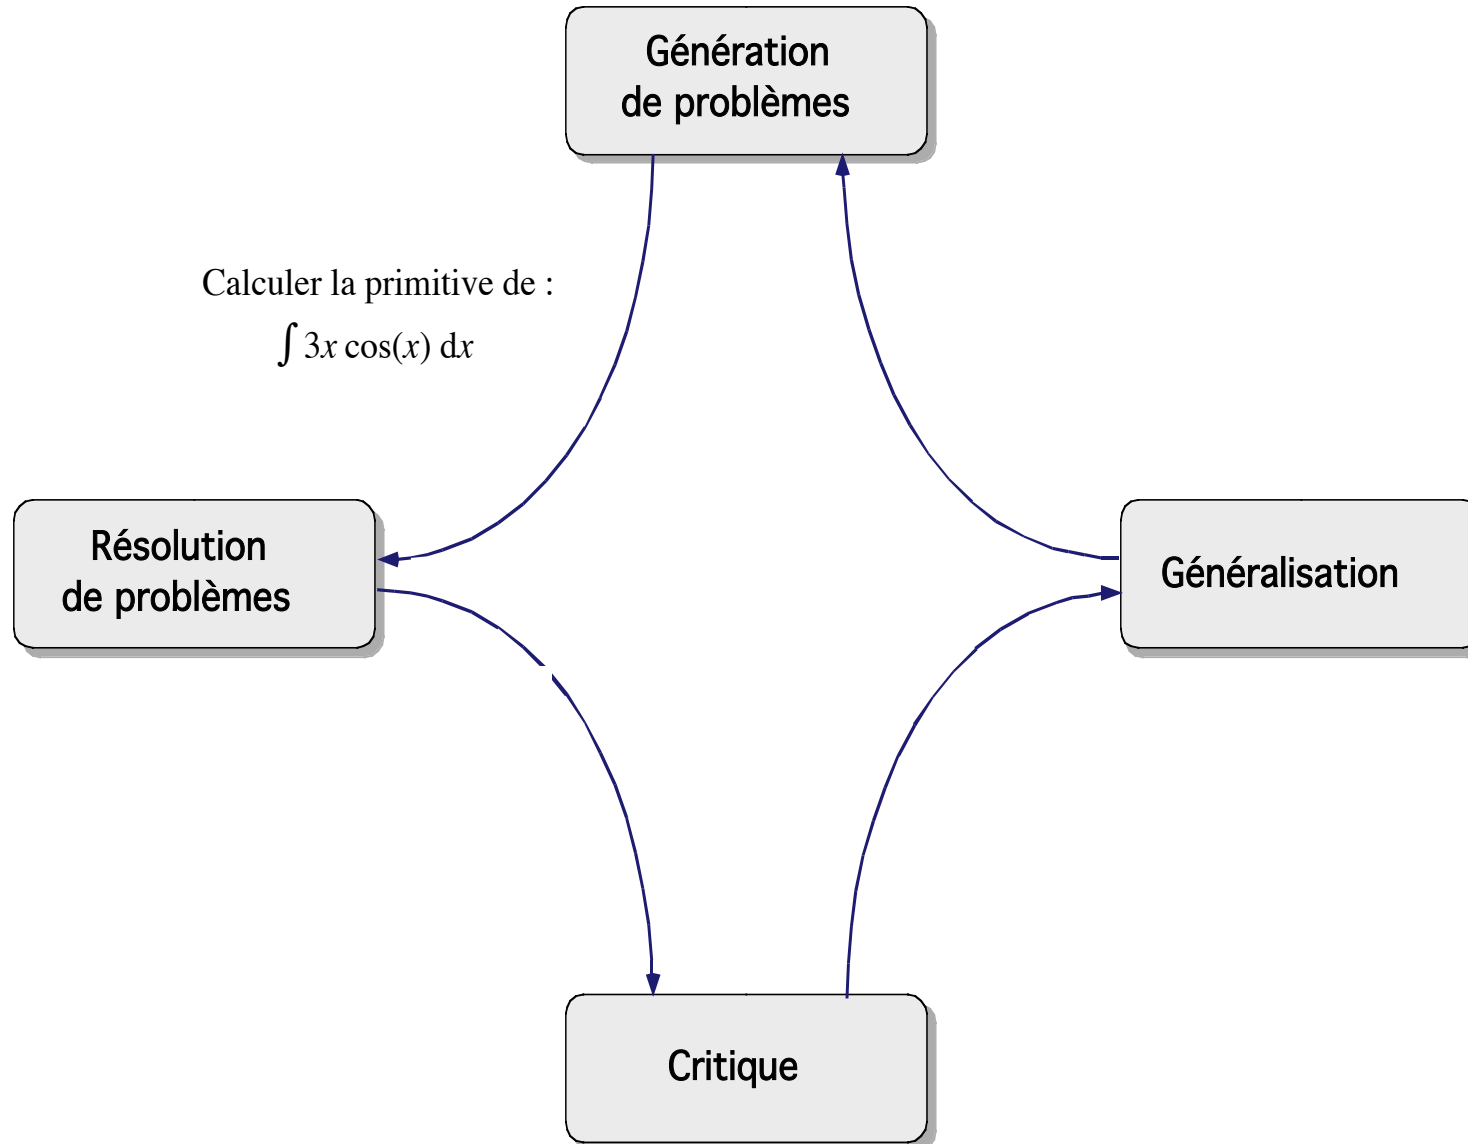 Génération
de problèmes
Calculer la primitive de :
∫ 3x cos(x) dx
Résolution
de problèmes
Généralisation
Critique